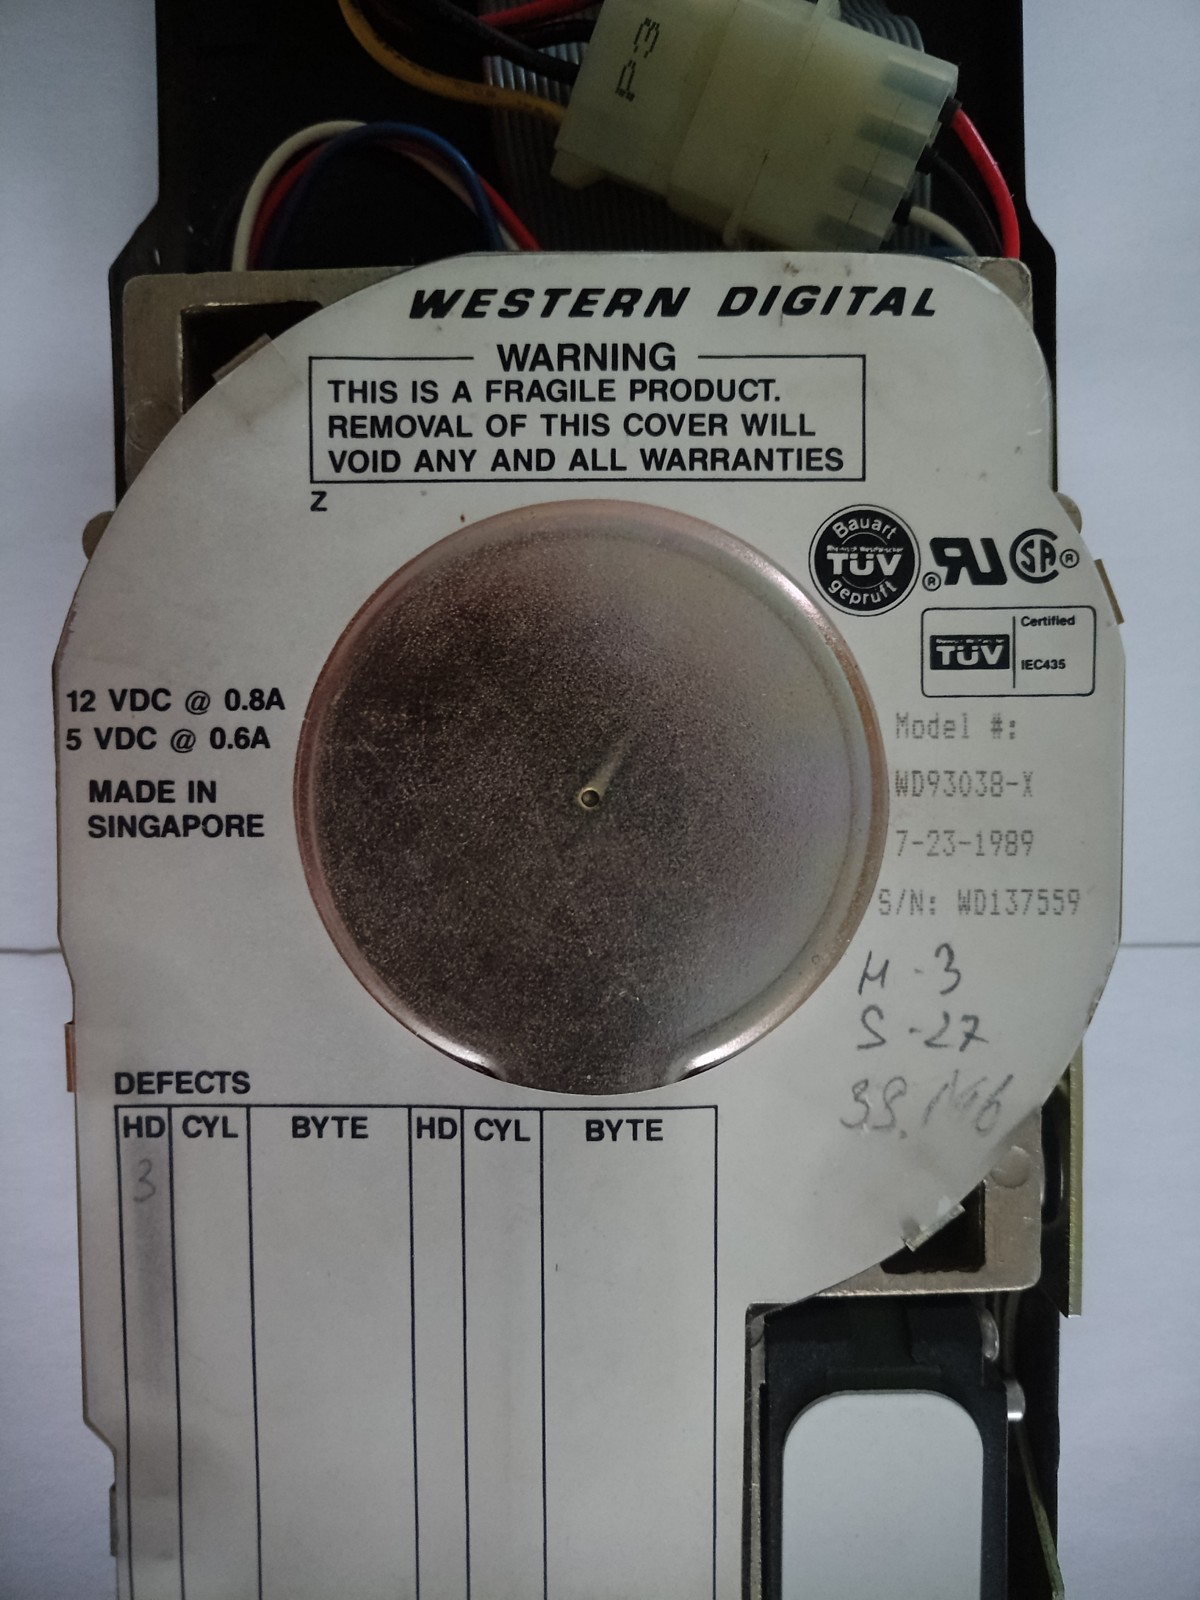 WESTERN DIGITAL
WARNING
THIS IS A FRAGILE PRODUCT.
REMOVAL OF THIS COVER WILL
VOID ANY AND ALL WARRANTIES
Z
Bauart
TÜV
geprüft
® RU SA ®
TÜV Certified
IEC435
12 VDC @ 0.8A
5 VDC @ 0.6A
MADE IN
SINGAPORE
Model #:
WD93038-X
7-23-1989
S/N: WD137559
H - 3
S - 27
DEFECTS
HD CYL BYTE HD CYL BYTE
3